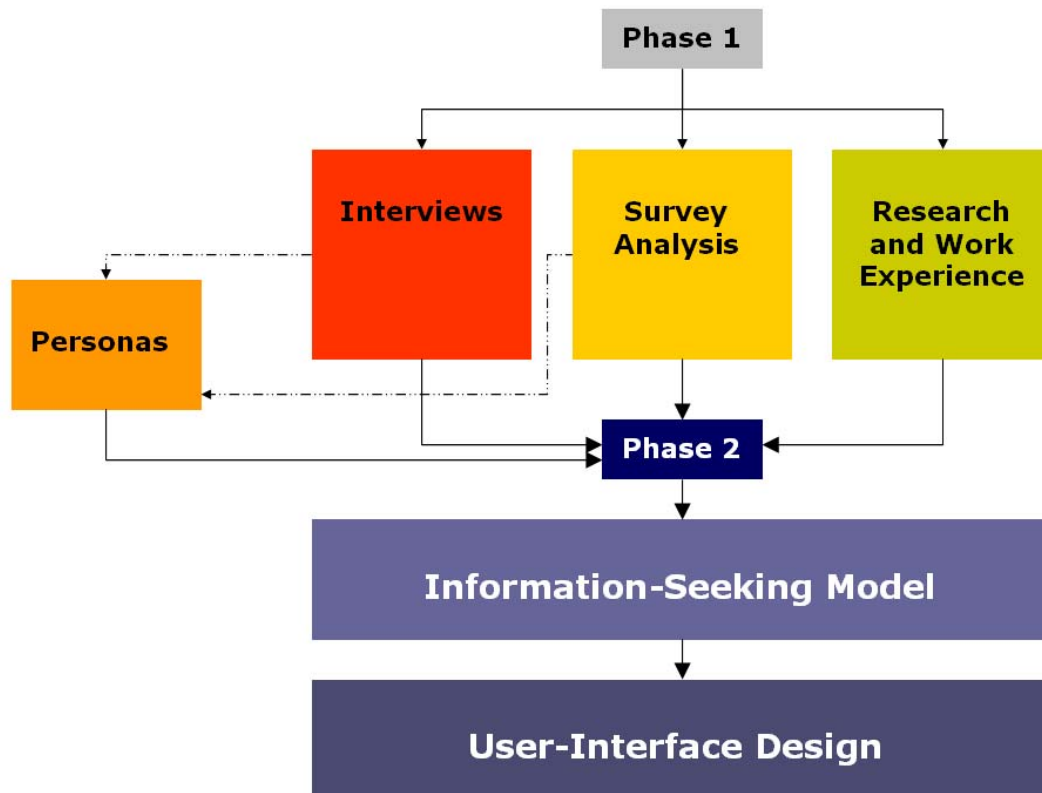 Phase 1
Interviews
Survey
Analysis
Research
and Work
Experience
Personas
Phase 2
Information-Seeking Model
User-Interface Design